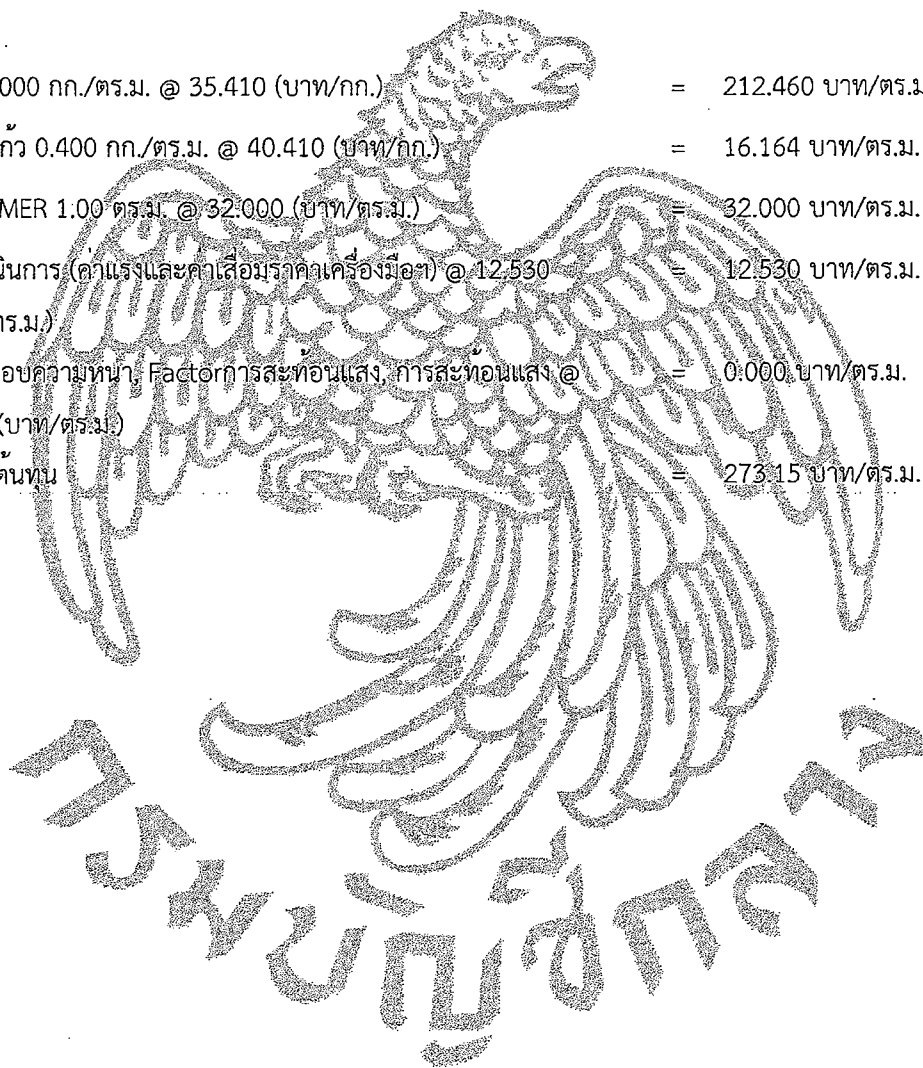 000 กก./ตร.ม. @ 35.410 (บาท/กก.) = 212.460 บาท/ตร.ม
ก้ว 0.400 กก./ตร.ม. @ 40.410 (บาท/กก.) = 16.164 บาท/ตร.ม.
MER 1.00 ตร.ม. @ 32.000 (บาท/ตร.ม.) = 32.000 บาท/ตร.ม.
นินการ (ค่าแรงและค่าเสื่อมราคาเครื่องมือฯ) @ 12.530 = 12.530 บาท/ตร.ม.
ตร.ม.)
อบความหนา, Factorการสะท้อนแสง, การสะท้อนแสง @ = 0.000 บาท/ตร.ม.
(บาท/ตร.ม.)
ต้นทุน = 273.15 บาท/ตร.ม.
กรมบัญชีกลาง